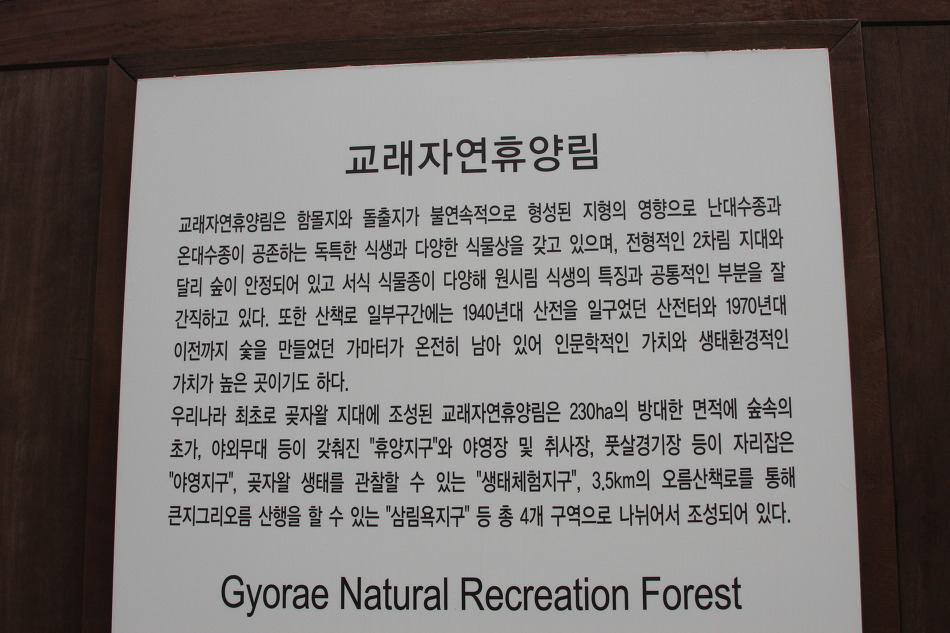 교래자연휴양림
교래자연휴양림은 함몰지와 돌출지가 불연속적으로 형성된 지형의 영향으로 난대수종과
온대수종이 공존하는 독특한 식생과 다양한 식물상을 갖고 있으며, 전형적인 2차림 지대와
달리 숲이 안정되어 있고 서식 식물종이 다양해 원시림 식생의 특징과 공통적인 부분을 잘
간직하고 있다. 또한 산책로 일부구간에는 1940년대 산전을 일구었던 산전터와 1970년대
이전까지 숯을 만들었던 가마터가 온전히 남아 있어 인문학적인 가치와 생태환경적인
가치가 높은 곳이기도 하다.
우리나라 최초로 곶자왈 지대에 조성된 교래자연휴양림은 230ha의 방대한 면적에 숲속의
초가, 야외무대 등이 갖춰진 "휴양지구"와 야영장 및 취사장, 풋살경기장 등이 자리잡은
"야영지구", 곶자왈 생태를 관찰할 수 있는 "생태체험지구", 3.5km의 오름산책로를 통해
큰지그리오름 산행을 할 수 있는 "삼림욕지구" 등 총 4개 구역으로 나뉘어서 조성되어 있다.
Gyorae Natural Recreation Forest